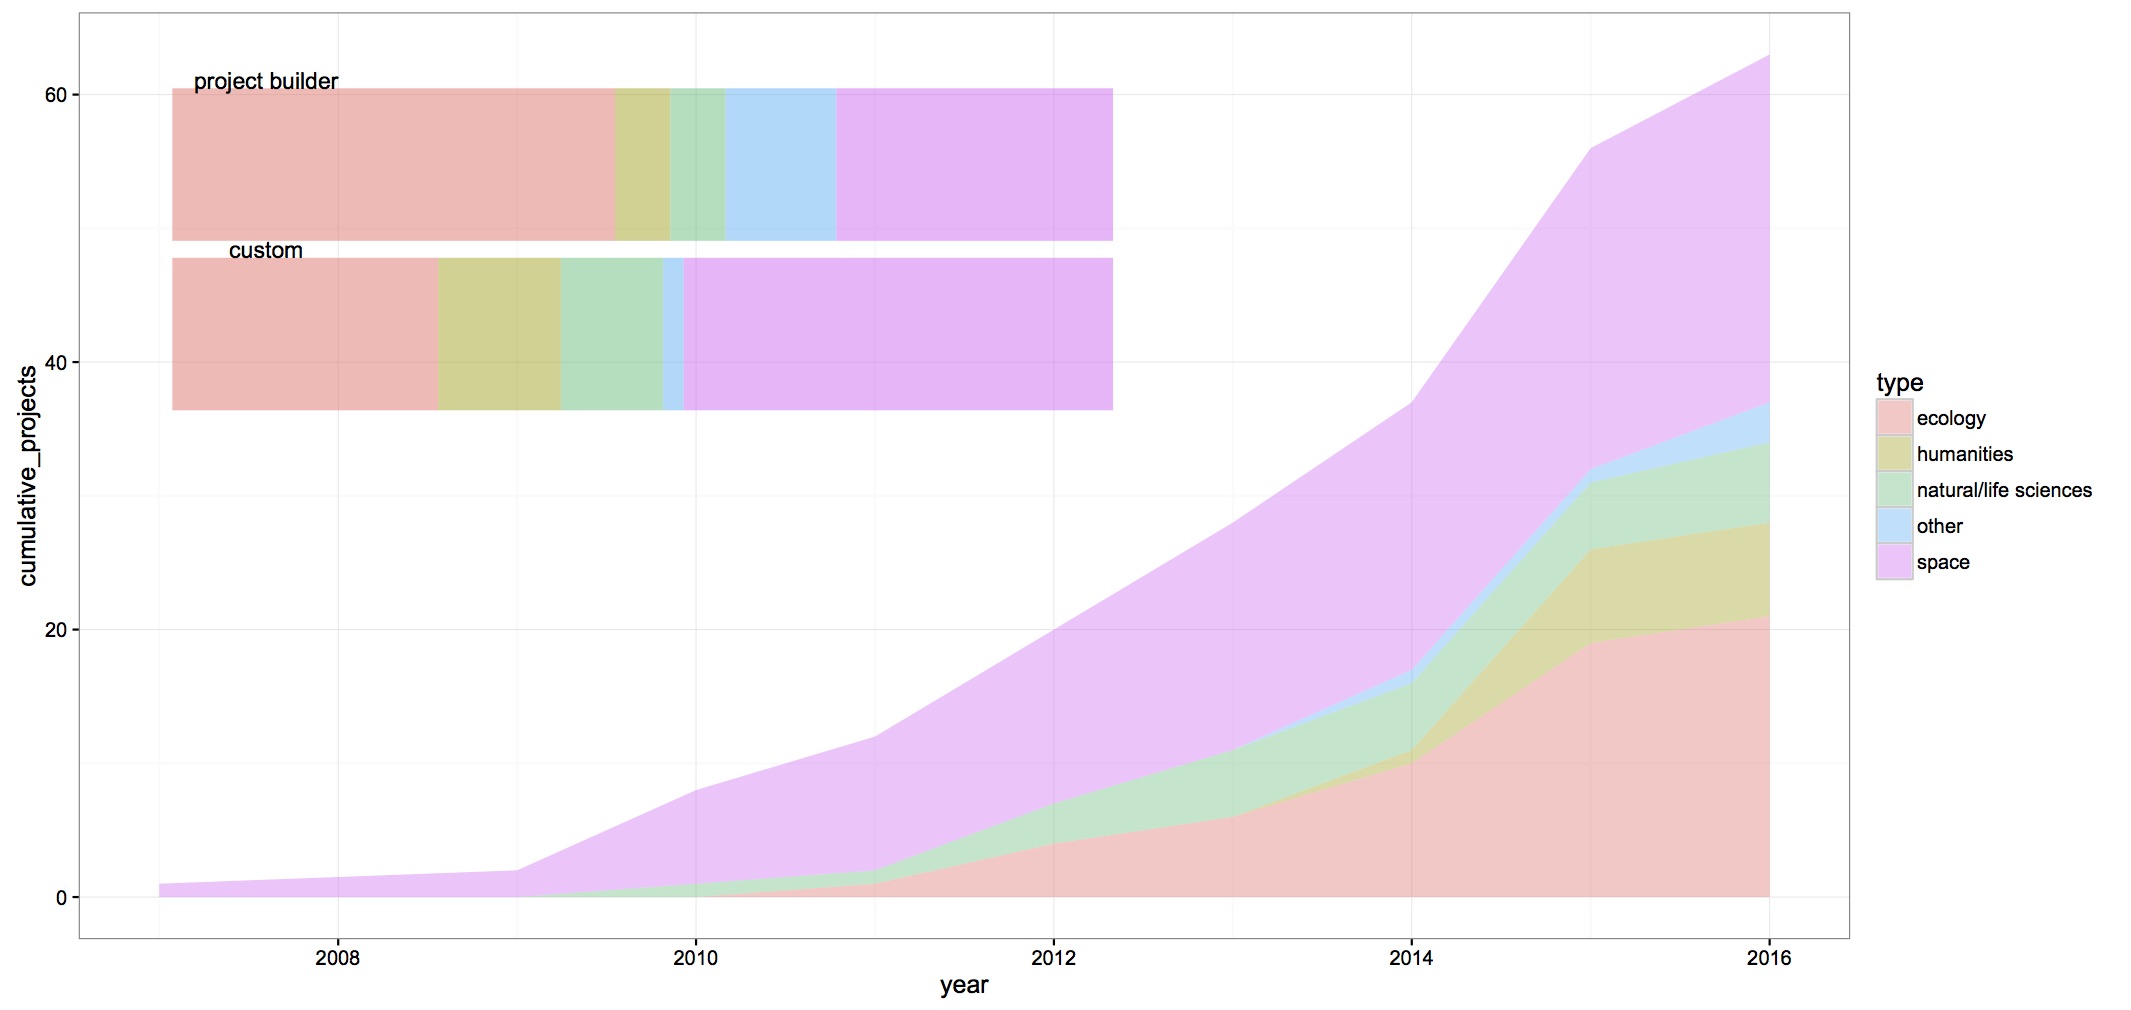 project builder
custom
60
40
20
0
cumulative_projects
2008
2010
2012
2014
2016
year
type
ecology
humanities
natural/life sciences
other
space